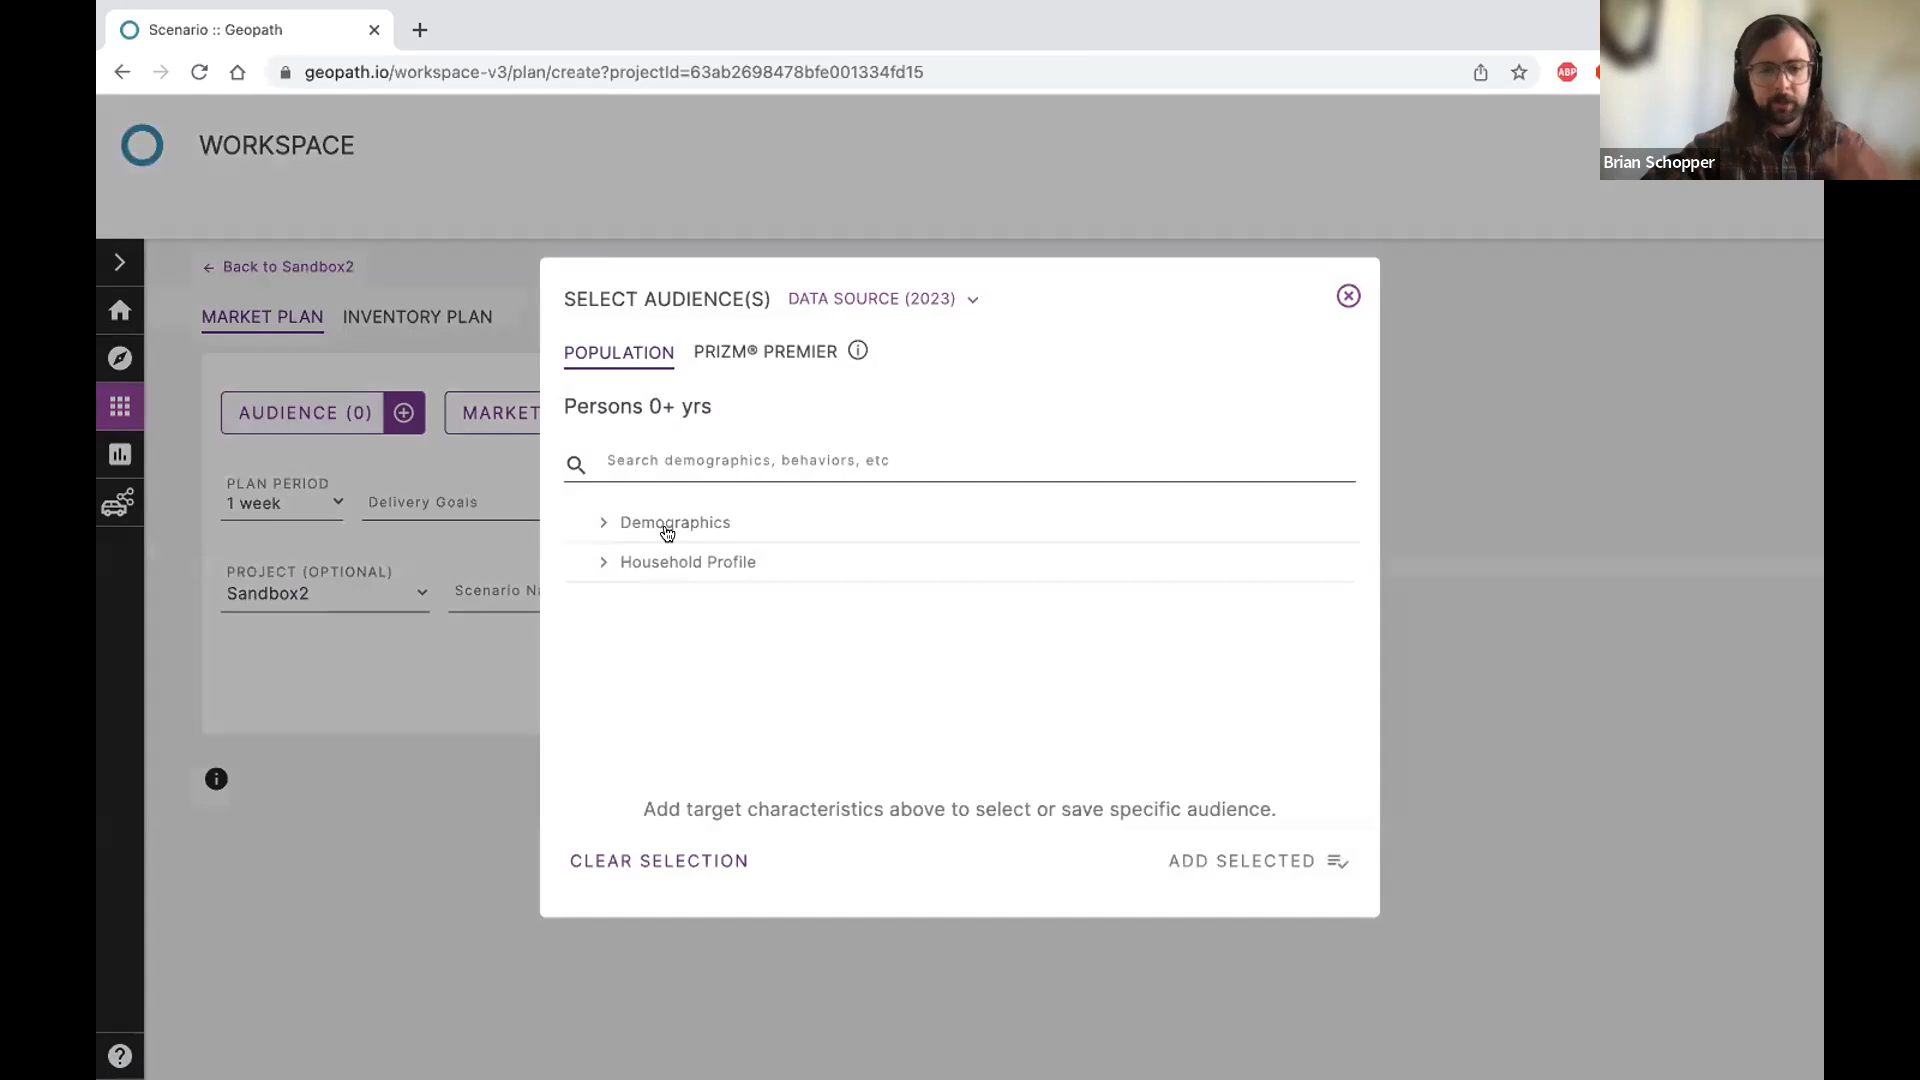 Scenario :: Geopath
geopath.io/workspace-v3/plan/create?projectId=63ab2698478bfe001334fd15
ABP
Brian Schopper
WORKSPACE
← Back to Sandbox2
MARKET PLAN INVENTORY PLAN
AUDIENCE (0) MARKET
PLAN PERIOD
1 week
Delivery Goals
PROJECT (OPTIONAL)
Sandbox2
Scenario N
SELECT AUDIENCE(S) DATA SOURCE (2023)
POPULATION PRIZM® PREMIER
Persons 0+ yrs
Search demographics, behaviors, etc
Demographics
Household Profile
Add target characteristics above to select or save specific audience.
CLEAR SELECTION ADD SELECTED